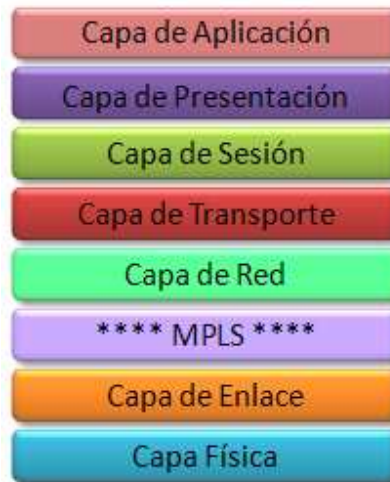 Capa de Aplicación
Capa de Presentación
Capa de Sesión
Capa de Transporte
Capa de Red
**** MPLS ****
Capa de Enlace
Capa Física